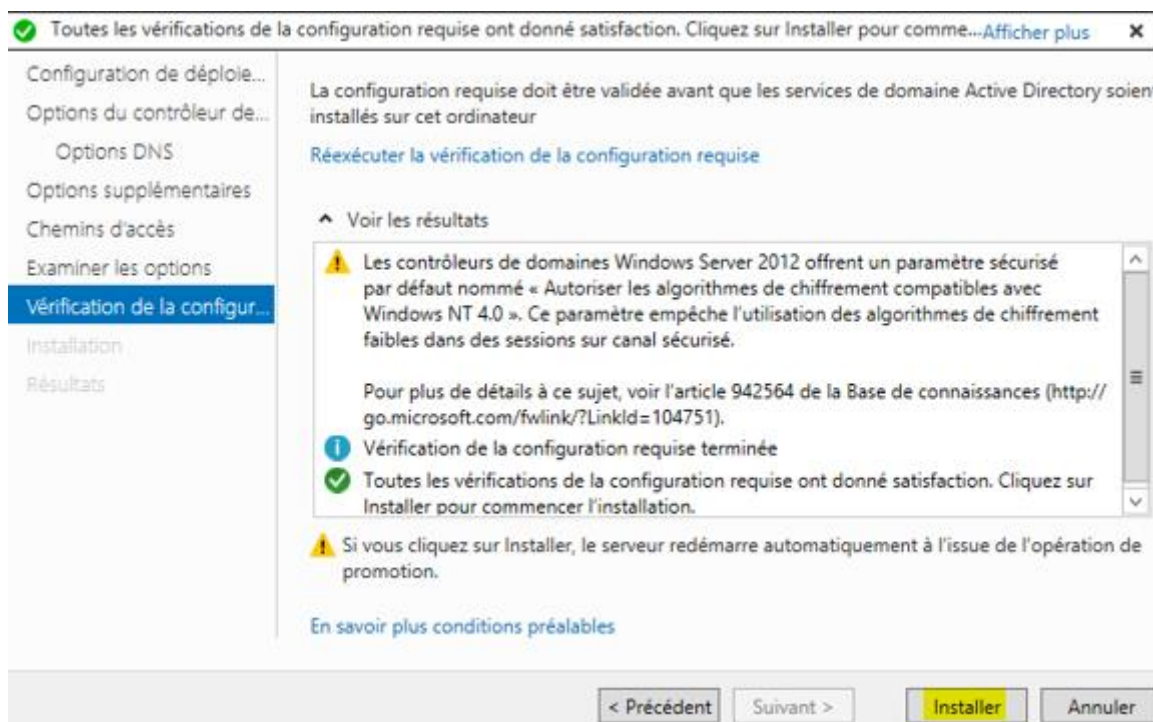 Toutes les vérifications de la configuration requise ont donné satisfaction. Cliquez sur Installer pour comme...Afficher plus
Configuration de déploie...
Options du contrôleur de...
Options DNS
Options supplémentaires
Chemins d'accès
Examiner les options
Vérification de la configur...
Installation
Résultats
La configuration requise doit être validée avant que les services de domaine Active Directory soient
installés sur cet ordinateur
Réexécuter la vérification de la configuration requise
Voir les résultats
Les contrôleurs de domaines Windows Server 2012 offrent un paramètre sécurisé
par défaut nommé « Autoriser les algorithmes de chiffrement compatibles avec
Windows NT 4.0 ». Ce paramètre empêche l'utilisation des algorithmes de chiffrement
faibles dans des sessions sur canal sécurisé.
Pour plus de détails à ce sujet, voir l'article 942564 de la Base de connaissances (http://
go.microsoft.com/fwlink/?LinkId=104751).
Vérification de la configuration requise terminée
Toutes les vérifications de la configuration requise ont donné satisfaction. Cliquez sur
Installer pour commencer l'installation.
Si vous cliquez sur Installer, le serveur redémarre automatiquement à l'issue de l'opération de
promotion.
En savoir plus conditions préalables
< Précédent
Suivant >
Installer
Annuler